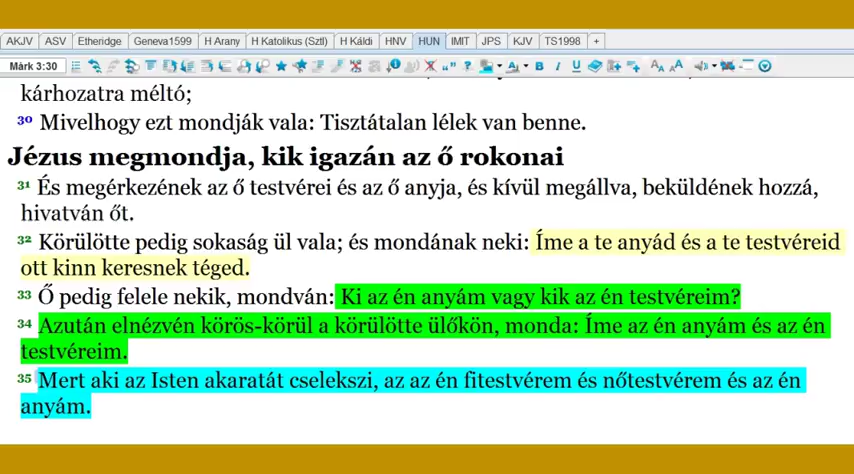 AKJV ASV Etheridge Geneva1599 H Arany H Katolikus (Sztl) H Káldi HNV HUN IMIT JPS KJV TS1998 +
Márk 3:30
kárhozatra méltó;
30 Mivelhogy ezt mondják vala: Tisztátalan lélek van benne.
Jézus megmondja, kik igazán az ő rokonai
31 És megérkezének az ő testvérei és az ő anyja, és kívül megállva, beküldének hozzá,
hivatván őt.
32 Körülötte pedig sokaság ül vala; és mondának neki: Íme a te anyád és a te testvéreid
ott kinn keresnek téged.
33 Ő pedig felele nekik, mondván: Ki az én anyám vagy kik az én testvéreim?
34 Azután elnézvén körös-körül a körülötte ülőkön, monda: Íme az én anyám és az én
testvéreim.
35 Mert aki az Isten akaratát cselekszi, az az én fitestvérem és nőtestvérem és az én
anyám.